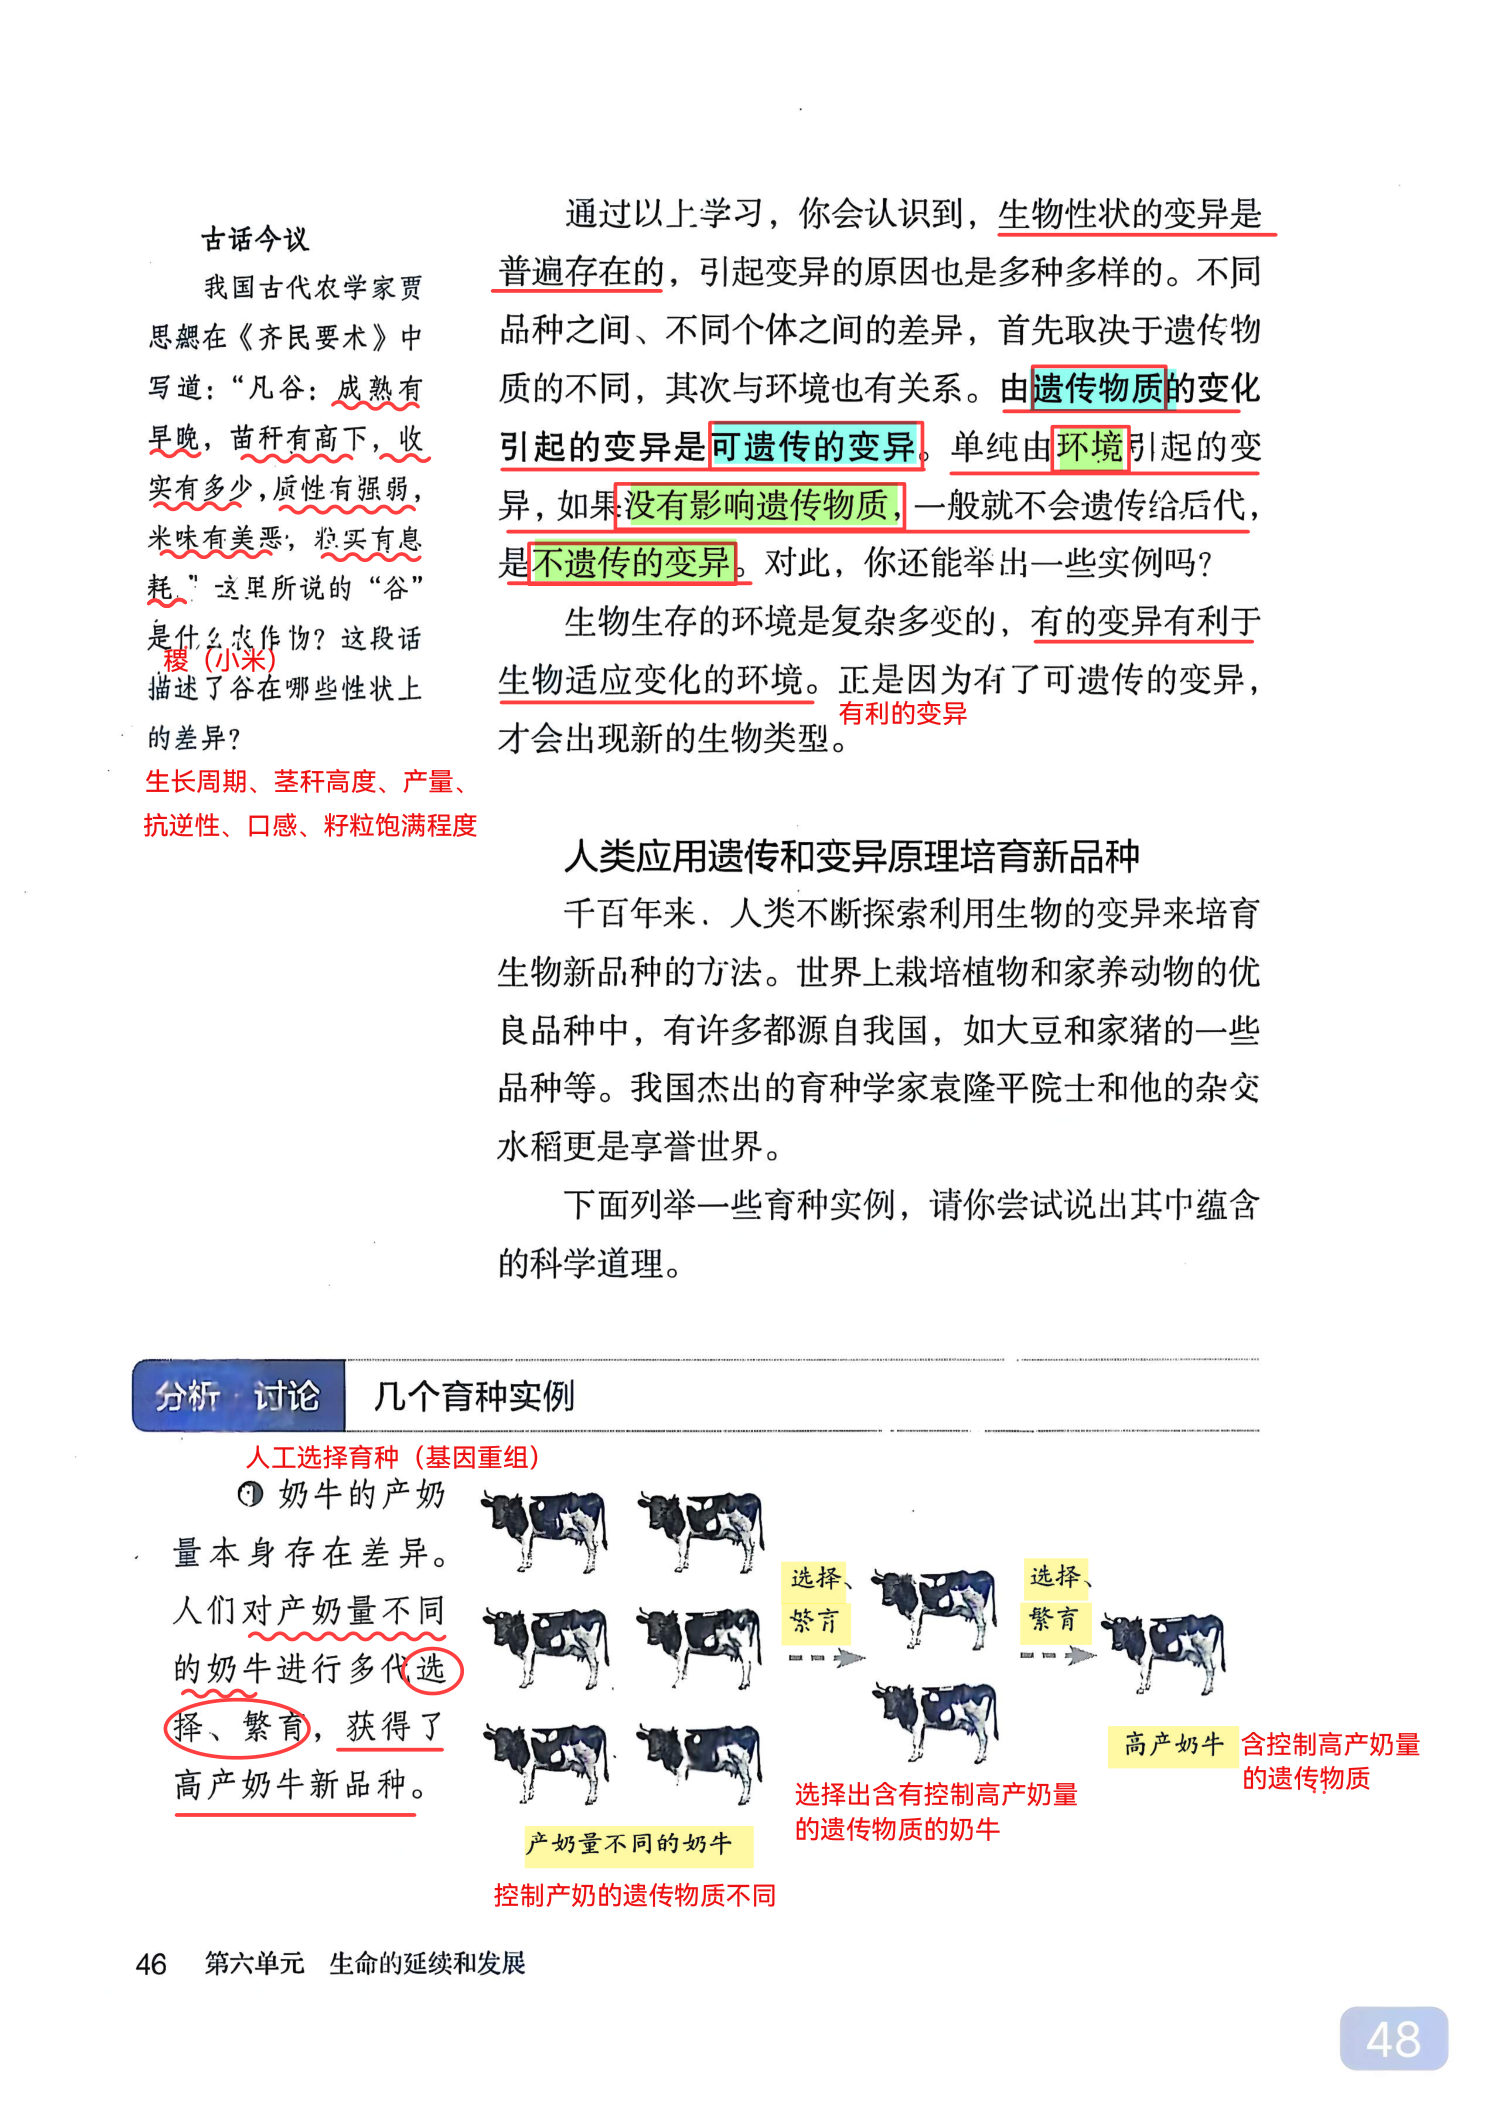 古话今议
我国古代农学家贾
思勰在《齐民要术》中
写道：“凡谷：成熟有
早晚，苗秆有高下，收
实有多少，质性有强弱，
米味有美恶，粒实有息
耗。”这里所说的“谷”
是什么农作物？这段话
稷（小米）
描述了谷在哪些性状上
的差异？
生长周期、茎秆高度、产量、
抗逆性、口感、籽粒饱满程度
通过以上学习，你会认识到，生物性状的变异是
普遍存在的，引起变异的原因也是多种多样的。不同
品种之间、不同个体之间的差异，首先取决于遗传物
质的不同，其次与环境也有关系。由遗传物质的变化
引起的变异是可遗传的变异。单纯由环境引起的变
异，如果没有影响遗传物质，一般就不会遗传给后代，
是不遗传的变异。对此，你还能举出一些实例吗？
生物生存的环境是复杂多变的，有的变异有利于
生物适应变化的环境。正是因为有了可遗传的变异，
有利的变异
才会出现新的生物类型。
人类应用遗传和变异原理培育新品种
千百年来，人类不断探索利用生物的变异来培育
生物新品种的方法。世界上栽培植物和家养动物的优
良品种中，有许多都源自我国，如大豆和家猪的一些
品种等。我国杰出的育种学家袁隆平院士和他的杂交
水稻更是享誉世界。
下面列举一些育种实例，请你尝试说出其中蕴含
的科学道理。
分析·讨论 几个育种实例
人工选择育种（基因重组）
❶ 奶牛的产奶
量本身存在差异。
人们对产奶量不同
的奶牛进行多代选
择、繁育，获得了
高产奶牛新品种。
选择、
繁育
选择、
繁育
产奶量不同的奶牛
控制产奶的遗传物质不同
选择出含有控制高产奶量
的遗传物质的奶牛
高产奶牛
含控制高产奶量
的遗传物质
46 第六单元 生命的延续和发展
48